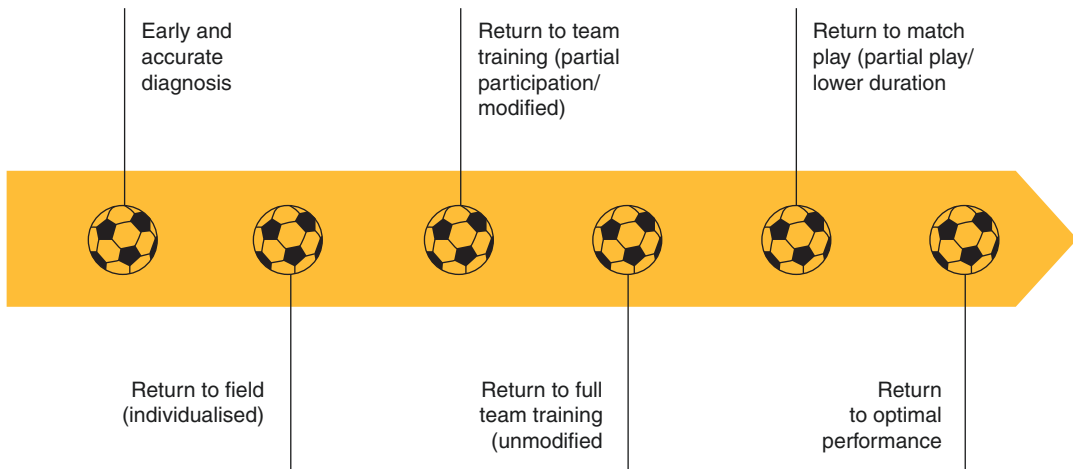 Early and
accurate
diagnosis
Return to field
(individualised)
Return to team
training (partial
participation/
modified)
Return to full
team training
(unmodified
Return to match
play (partial play/
lower duration
Return
to optimal
performance